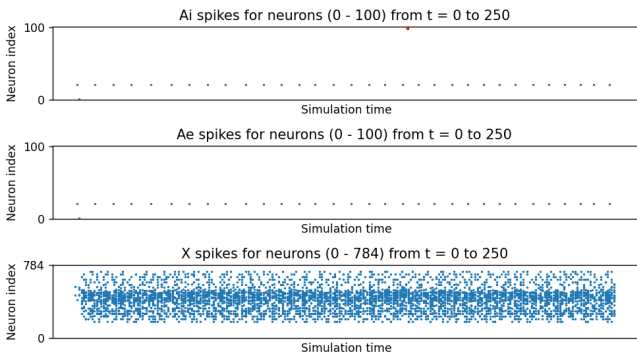 Ai spikes for neurons (0 - 100) from t = 0 to 250
100
Neuron index
0
Simulation time
Ae spikes for neurons (0 - 100) from t = 0 to 250
100
Neuron index
0
Simulation time
X spikes for neurons (0 - 784) from t = 0 to 250
784
Neuron index
0
Simulation time